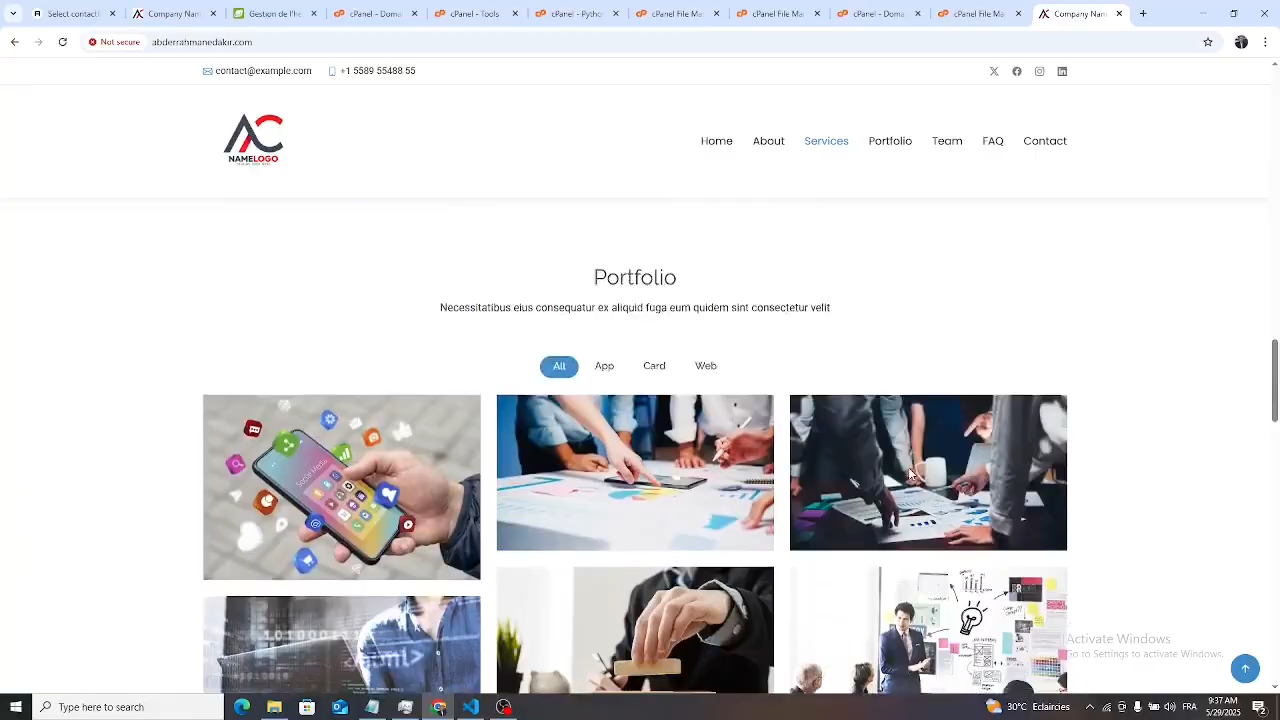 Select contact
Company Nam
Gestion de l'he
cPanel - Doma
cPanel - Tools
cPanel - Pytho
cPanel File Ma
cPanel File Ma
cPanel - Doma
cPanel File Ma
Company Nam
Not secure abderrahmanedakir.com
contact@example.com +1 5589 55488 55
NAMELOGO
Home About Services Portfolio Team FAQ Contact
Portfolio
Necessitatibus eius consequatur ex aliquid fuga eum quidem sint consectetur velit
All App Card Web
Activate Windows
Go to Settings to activate Windows.
Type here to search
FRA
9:37 AM
5/29/2025